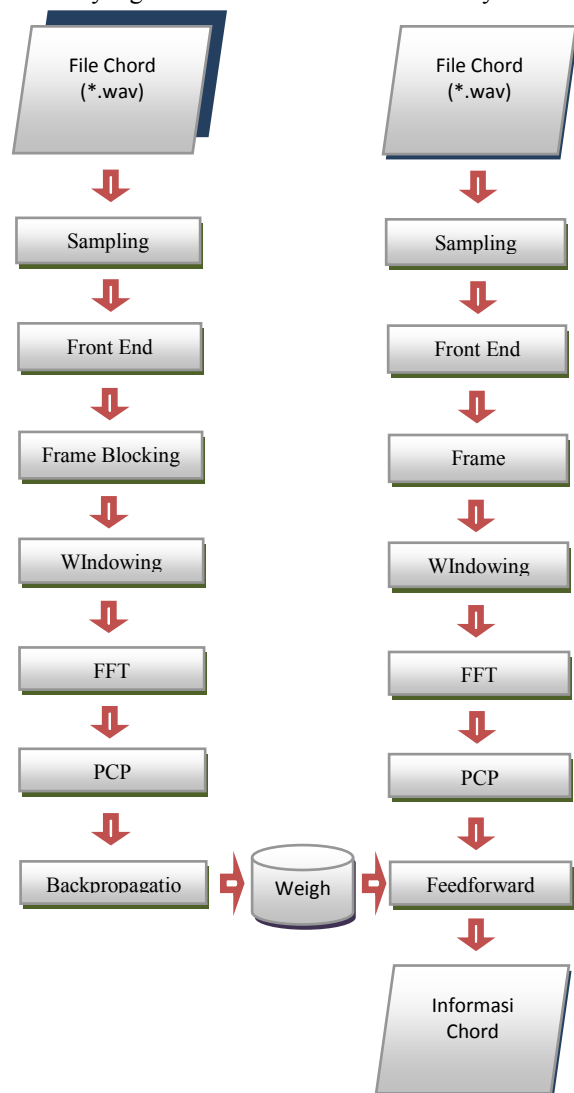 File Chord
(*.wav)
Sampling
Front End
Frame Blocking
WIndowing
FFT
PCP
Backpropagatio
Weigh
File Chord
(*.wav)
Sampling
Front End
Frame
WIndowing
FFT
PCP
Feedforward
Informasi
Chord